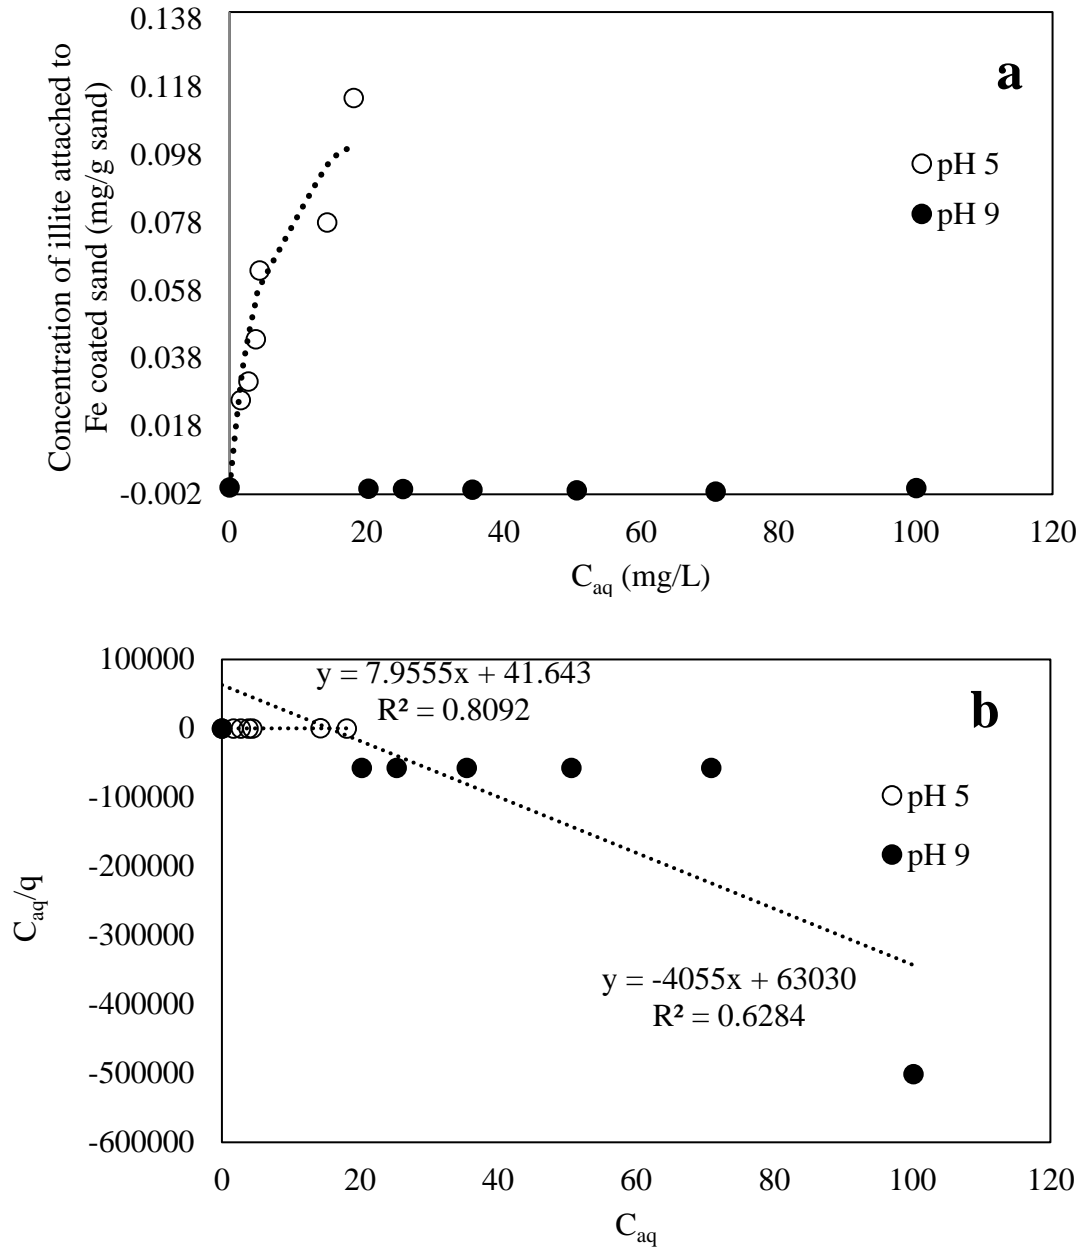 Concentration of illite attached to
Fe coated sand (mg/g sand)
0.138
0.118
0.098
0.078
0.058
0.038
0.018
-0.002
0
20
40
60
80
100
120
C_aq (mg/L)
a
pH 5
pH 9
C_aq/q
100000
0
-100000
-200000
-300000
-400000
-500000
-600000
0
20
40
60
80
100
120
C_aq
y = 7.9555x + 41.643
R² = 0.8092
b
pH 5
pH 9
y = -4055x + 63030
R² = 0.6284